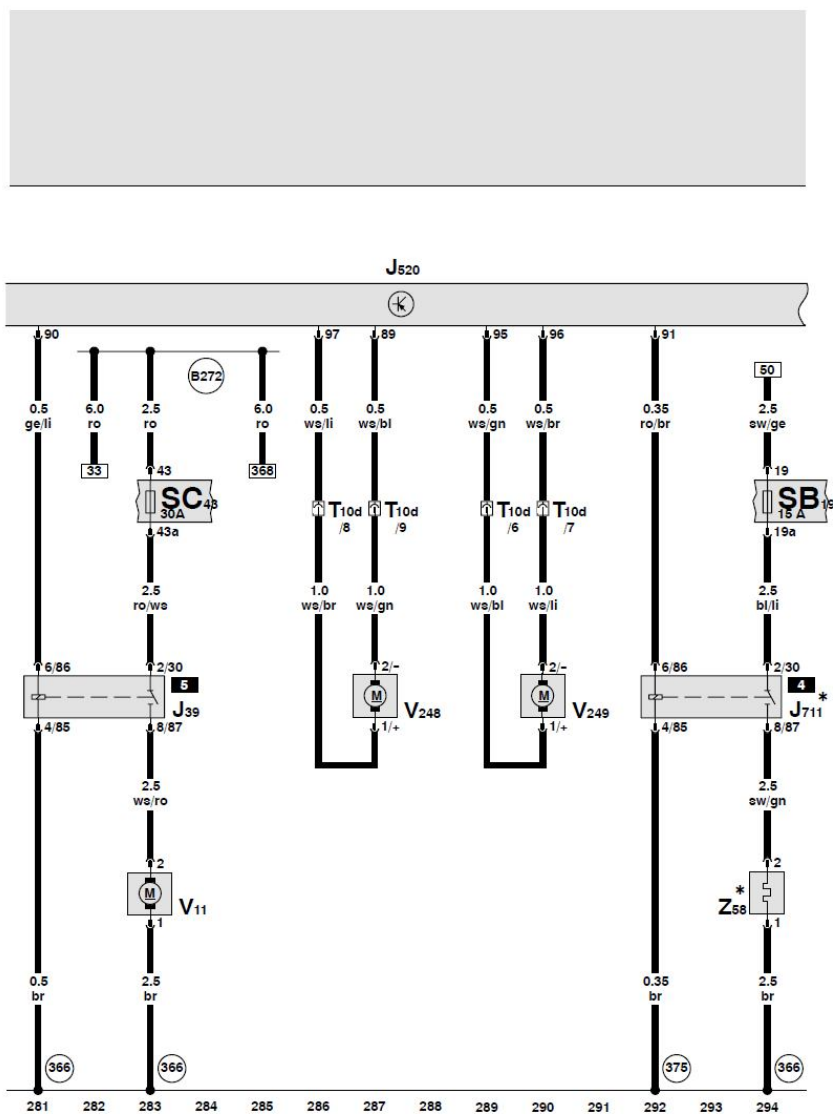 J520
90 97 89 95 96 91
B272
50
0.5 6.0 2.5 6.0 0.5 0.5 0.5 0.5 0.35 2.5
ge/li ro ro ro ws/li ws/bl ws/gn ws/br ro/br sw/ge
33 43 368 19
SC43 T10d T10d T10d T10d SB19
30A /8 /9 /6 /7 15 A
43a 19a
2.5 1.0 1.0 1.0 1.0 2.5
ro/ws ws/br ws/gn ws/bl ws/li bl/li
6/86 2/30 2/– 2/– 6/86 2/30
5 M M 4
J39 V248 V249 J711*
4/85 8/87 1/+ 1/+ 4/85 8/87
2.5 2.5
ws/ro sw/gn
2 2
M *
V11 Z58
1 1
0.5 2.5 0.35 2.5
br br br br
366 366 375 366
281 282 283 284 285 286 287 288 289 290 291 292 293 294